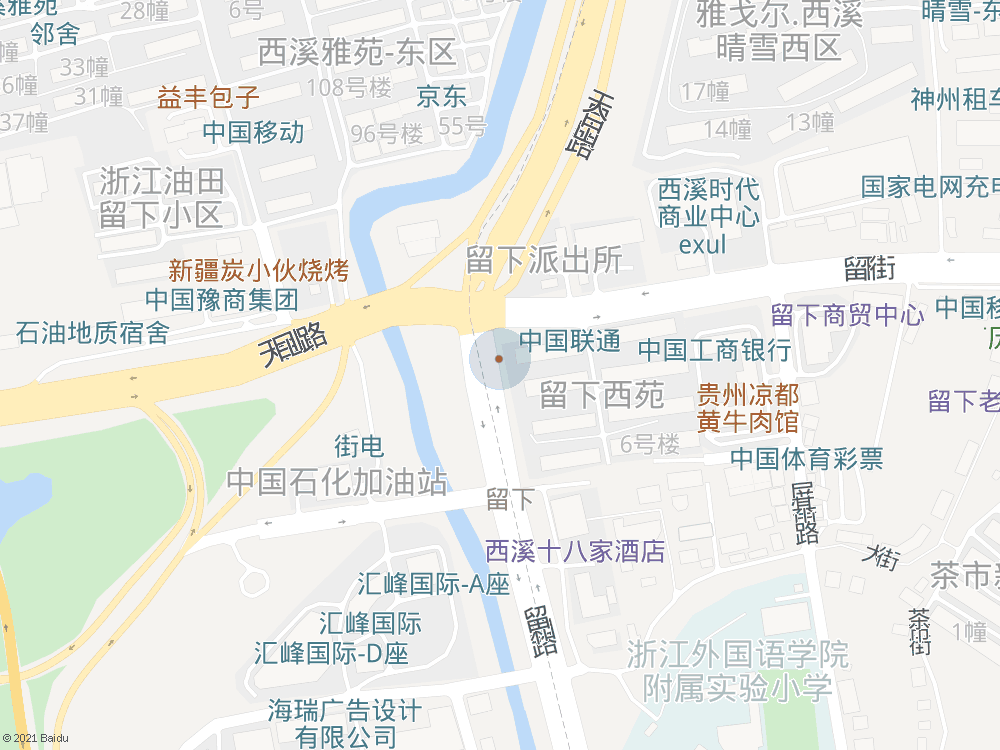 雅苑
邻舍
6号
28幢
西溪雅苑-东区
33幢
31幢
37幢
108号楼
益丰包子
京东
中国移动
96号楼
55号
雅戈尔.西溪
晴雪西区
晴雪-东
17幢
14幢
13幢
神州租车
浙江油田
留下小区
西溪时代
商业中心
exul
国家电网充电
新疆炭小伙烧烤
留下派出所
留街
中国豫商集团
石油地质宿舍
中国联通
中国工商银行
留下商贸中心
中国移
留下西苑
贵州凉都
黄牛肉馆
留下老
6号楼
街电
中国体育彩票
中国石化加油站
留下
西溪十八家酒店
大街
茶市街
茶市新
1幢
汇峰国际-A座
汇峰国际
汇峰国际-D座
浙江外国语学院
附属实验小学
海瑞广告设计
有限公司
© 2021 Baidu